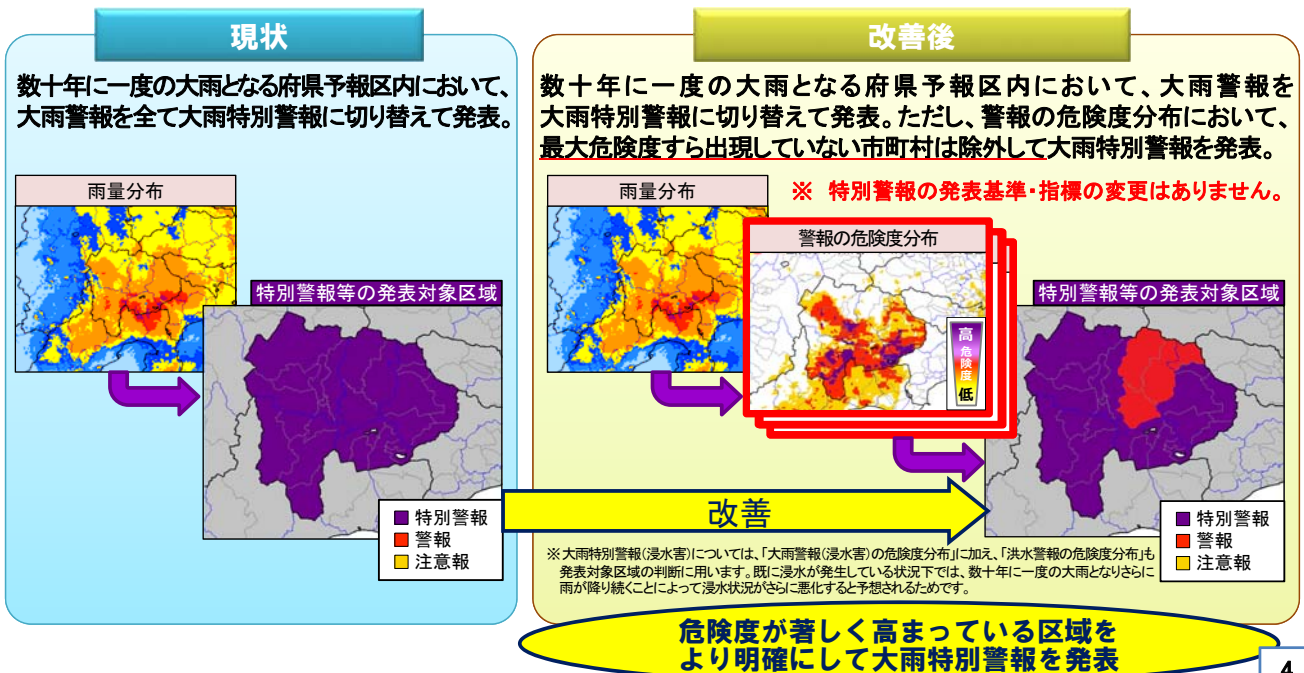 現状
数十年に一度の大雨となる府県予報区内において、
大雨警報を全て大雨特別警報に切り替えて発表。
雨量分布
特別警報等の発表対象区域
特別警報
警報
注意報
改善後
数十年に一度の大雨となる府県予報区内において、大雨警報を
大雨特別警報に切り替えて発表。ただし、警報の危険度分布において、
最大危険度すら出現していない市町村は除外して大雨特別警報を発表。
※ 特別警報の発表基準・指標の変更はありません。
雨量分布
警報の危険度分布
高
危険度
低
特別警報等の発表対象区域
特別警報
警報
注意報
改善
※大雨特別警報(浸水害)については、「大雨警報(浸水害)の危険度分布」に加え、「洪水警報の危険度分布」も
発表対象区域の判断に用います。既に浸水が発生している状況下では、数十年に一度の大雨となりさらに
雨が降り続くことによって浸水状況がさらに悪化すると予想されるためです。
危険度が著しく高まっている区域を
より明確にして大雨特別警報を発表
4